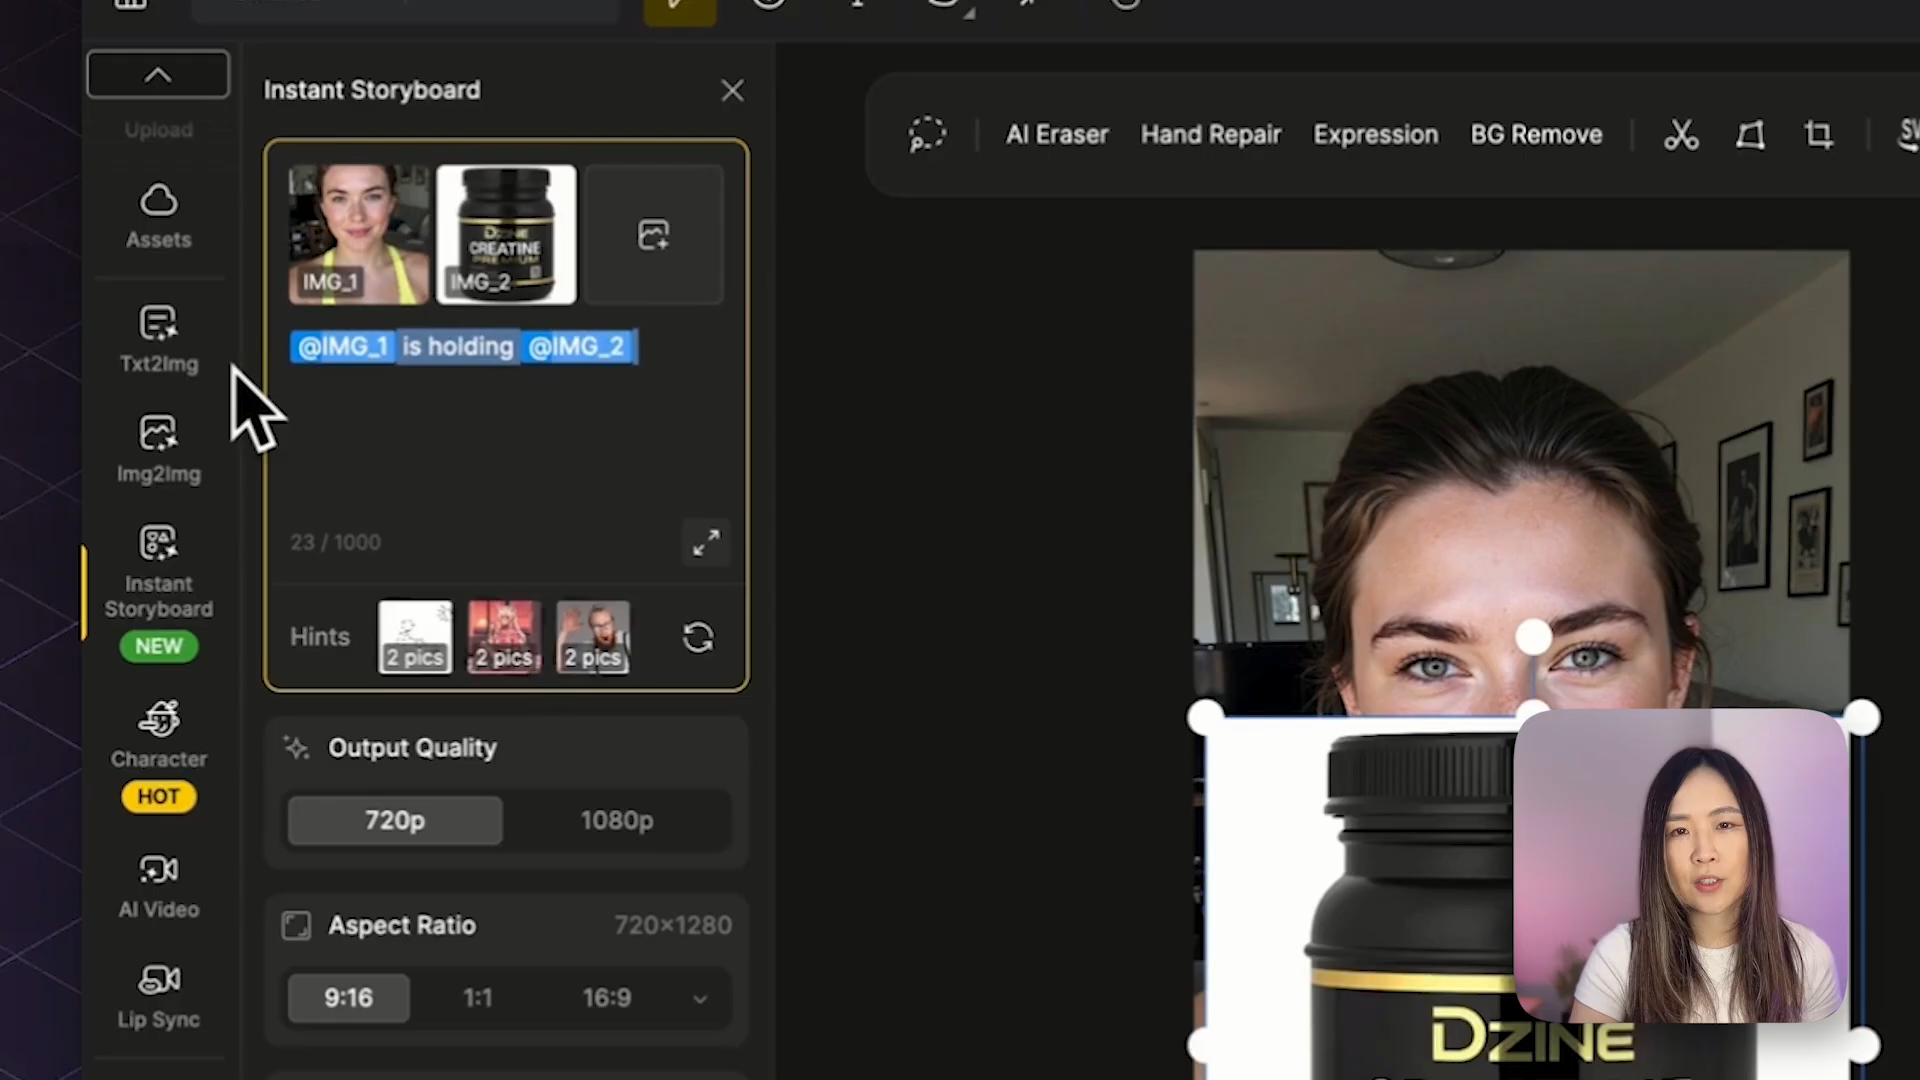 Instant Storyboard
Upload
AI Eraser
Hand Repair
Expression
BG Remove
Assets
DZINE
CREATINE
PREMIUM
IMG_1
IMG_2
@IMG_1 is holding @IMG_2
Txt2Img
Img2Img
23 / 1000
Instant
Storyboard
NEW
Hints
2 pics
2 pics
2 pics
Character
HOT
Output Quality
720p
1080p
AI Video
Aspect Ratio
720×1280
9:16
1:1
16:9
Lip Sync
DZINE